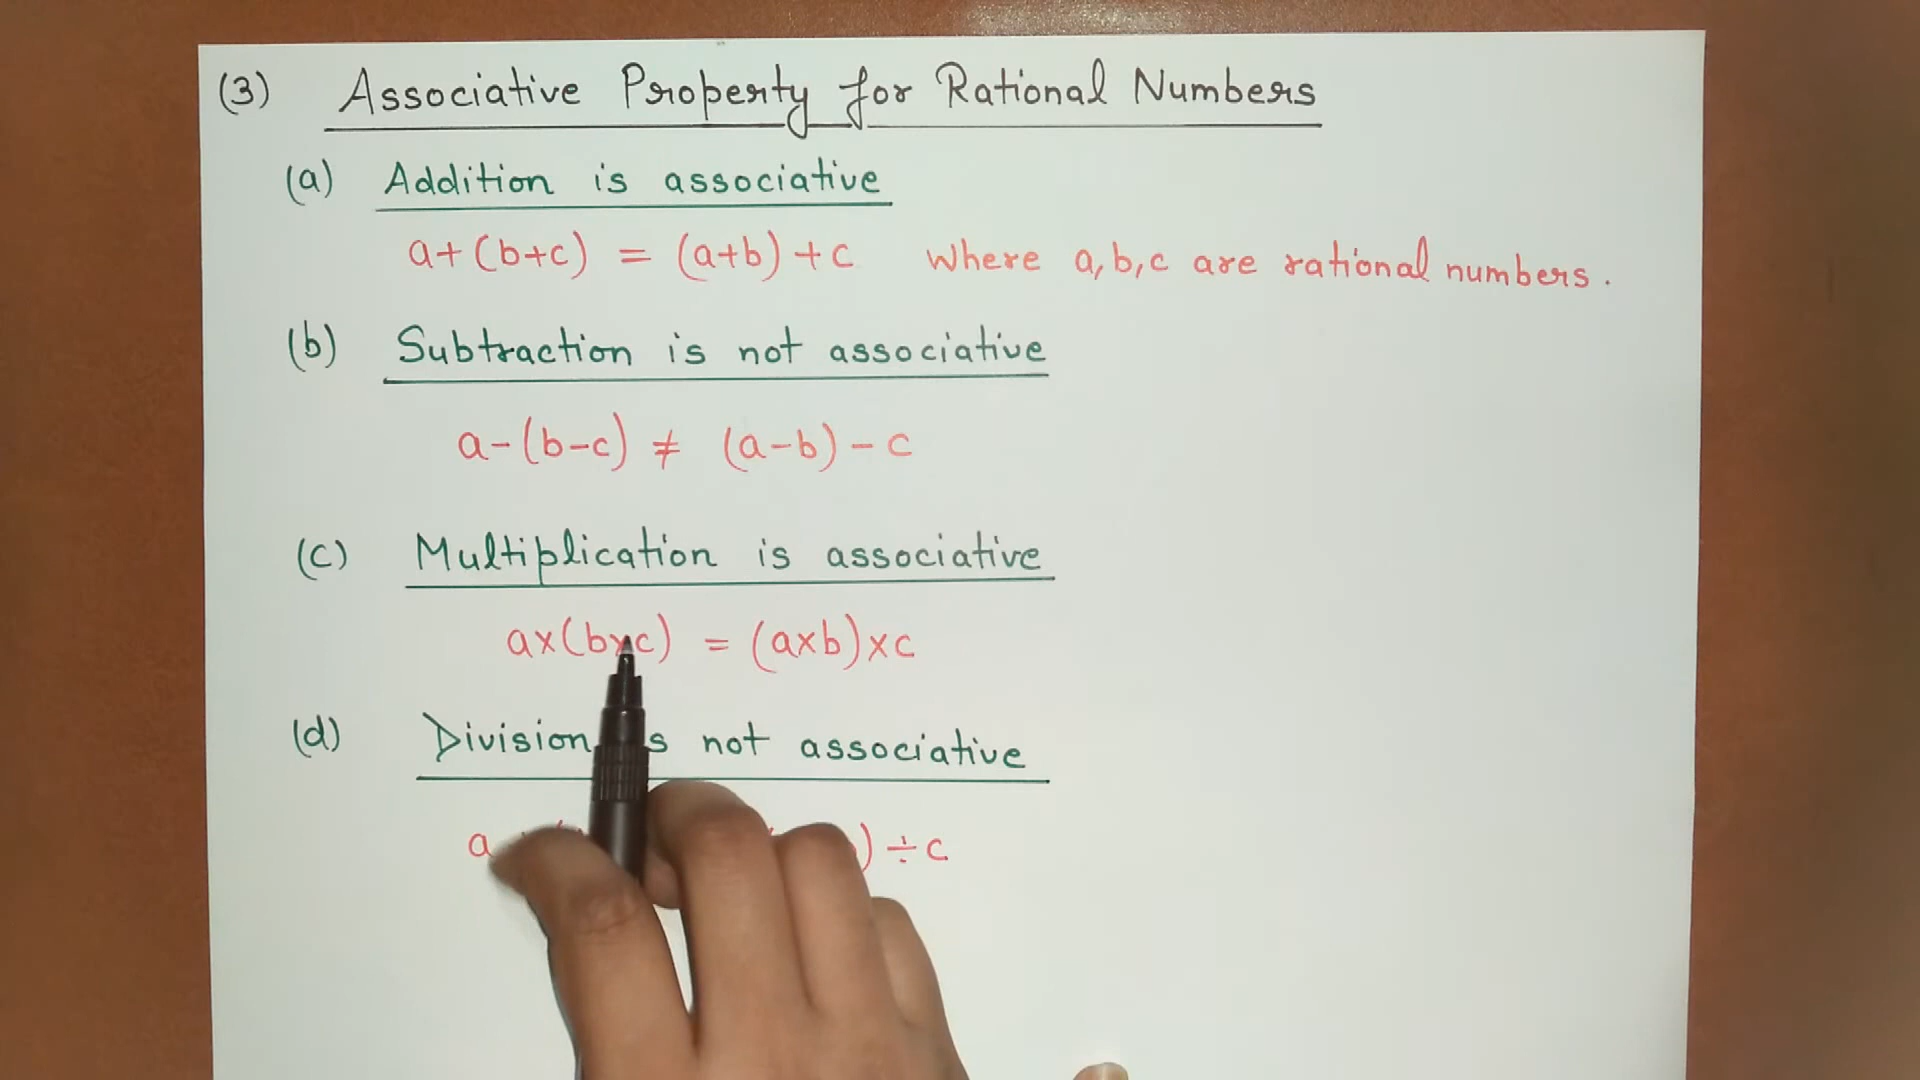 (3) Associative Property for Rational Numbers
(a) Addition is associative
a+(b+c) = (a+b)+c where a,b,c are rational numbers.
(b) Subtraction is not associative
a-(b-c) ≠ (a-b)-c
(c) Multiplication is associative
ax(bxc) = (axb)xc
(d) Division is not associative
a ) ÷ c